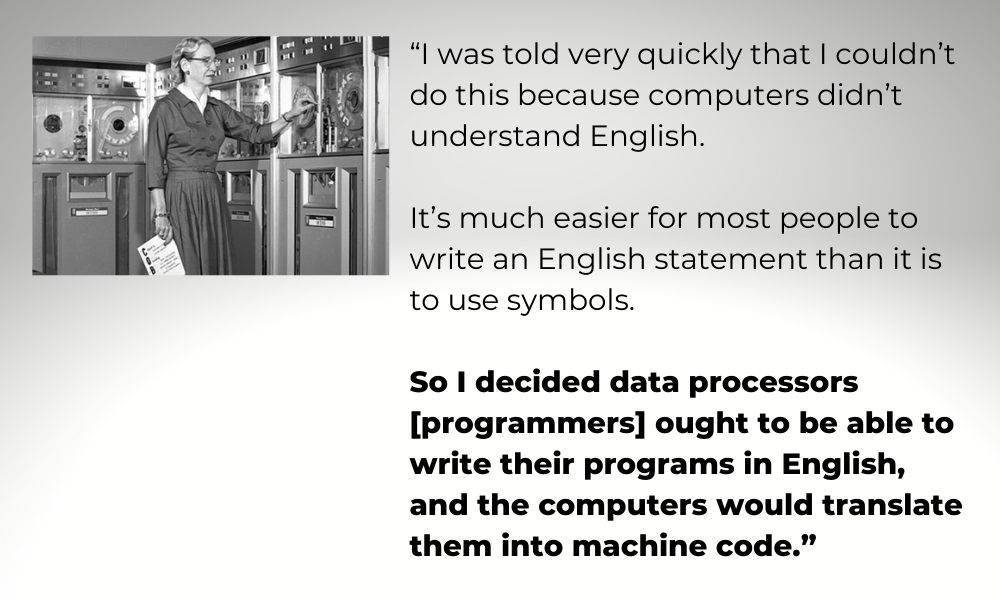 “I was told very quickly that I couldn’t
do this because computers didn’t
understand English.
It’s much easier for most people to
write an English statement than it is
to use symbols.
So I decided data processors
[programmers] ought to be able to
write their programs in English,
and the computers would translate
them into machine code.”